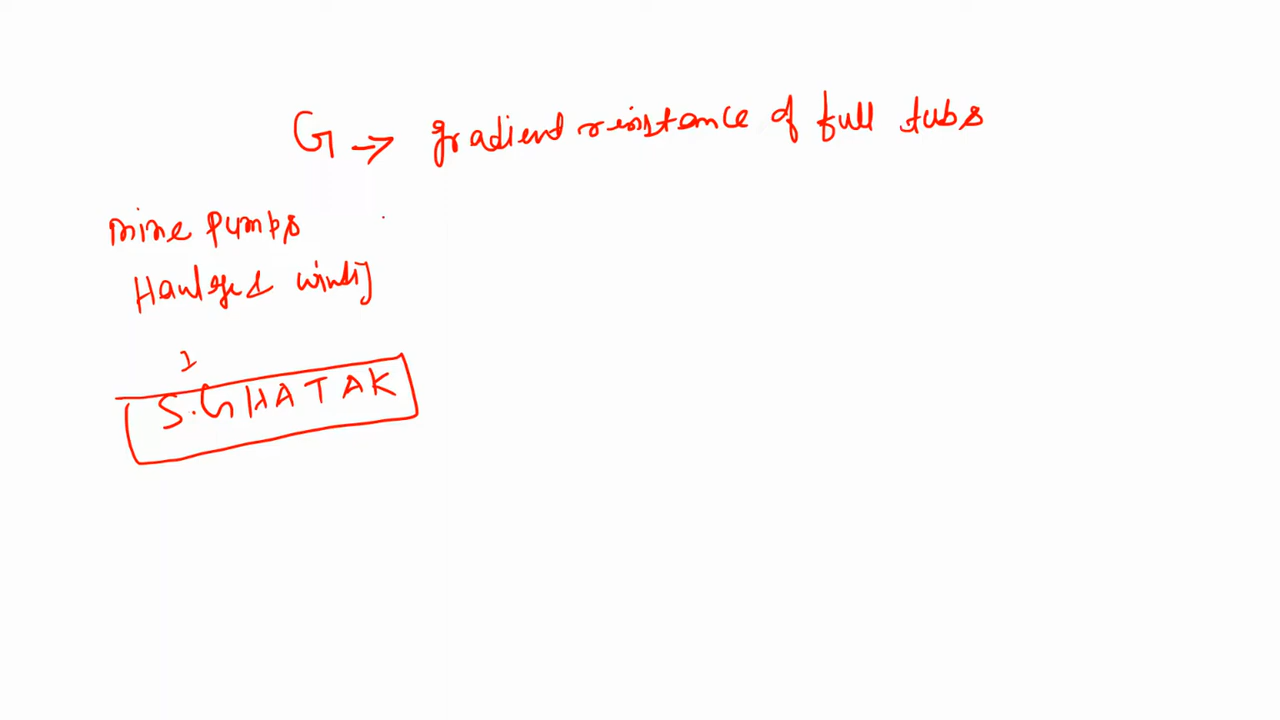 G → gradient resistance of full tubs
mine pumps
Haulage & winding
S.GHATAK